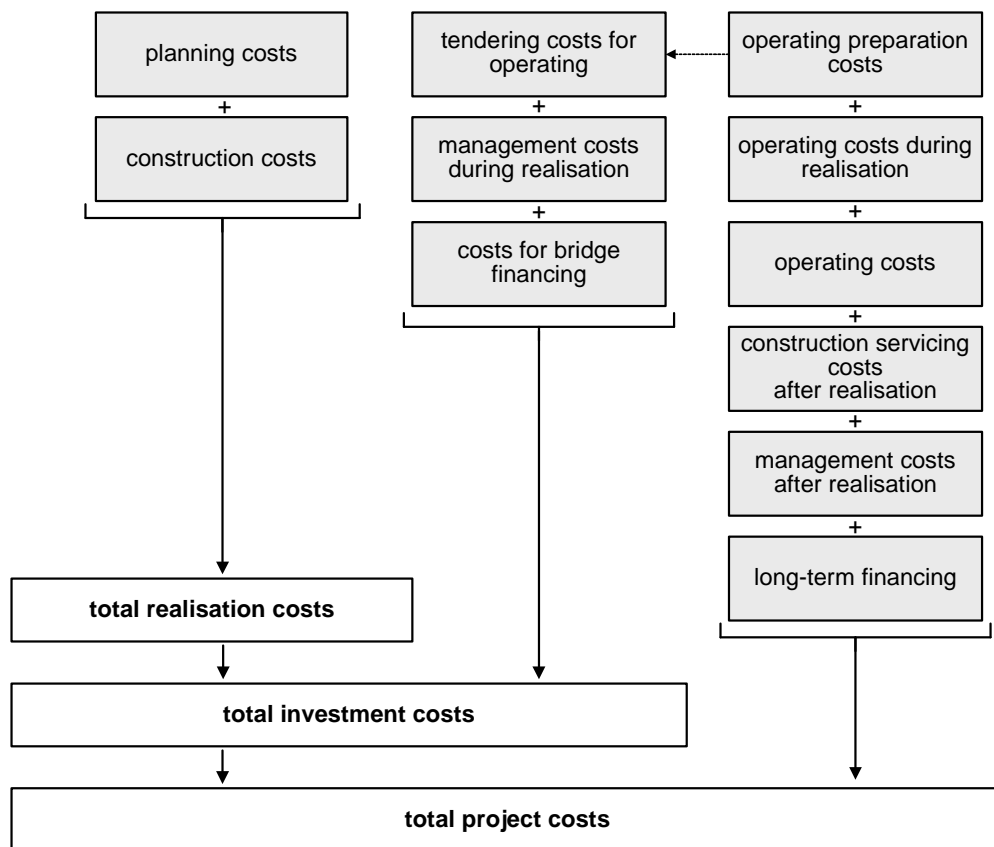 planning costs
+
construction costs
tendering costs for
operating
+
management costs
during realisation
+
costs for bridge
financing
operating preparation
costs
+
operating costs during
realisation
+
operating costs
+
construction servicing
costs
after realisation
+
management costs
after realisation
+
long-term financing
total realisation costs
total investment costs
total project costs